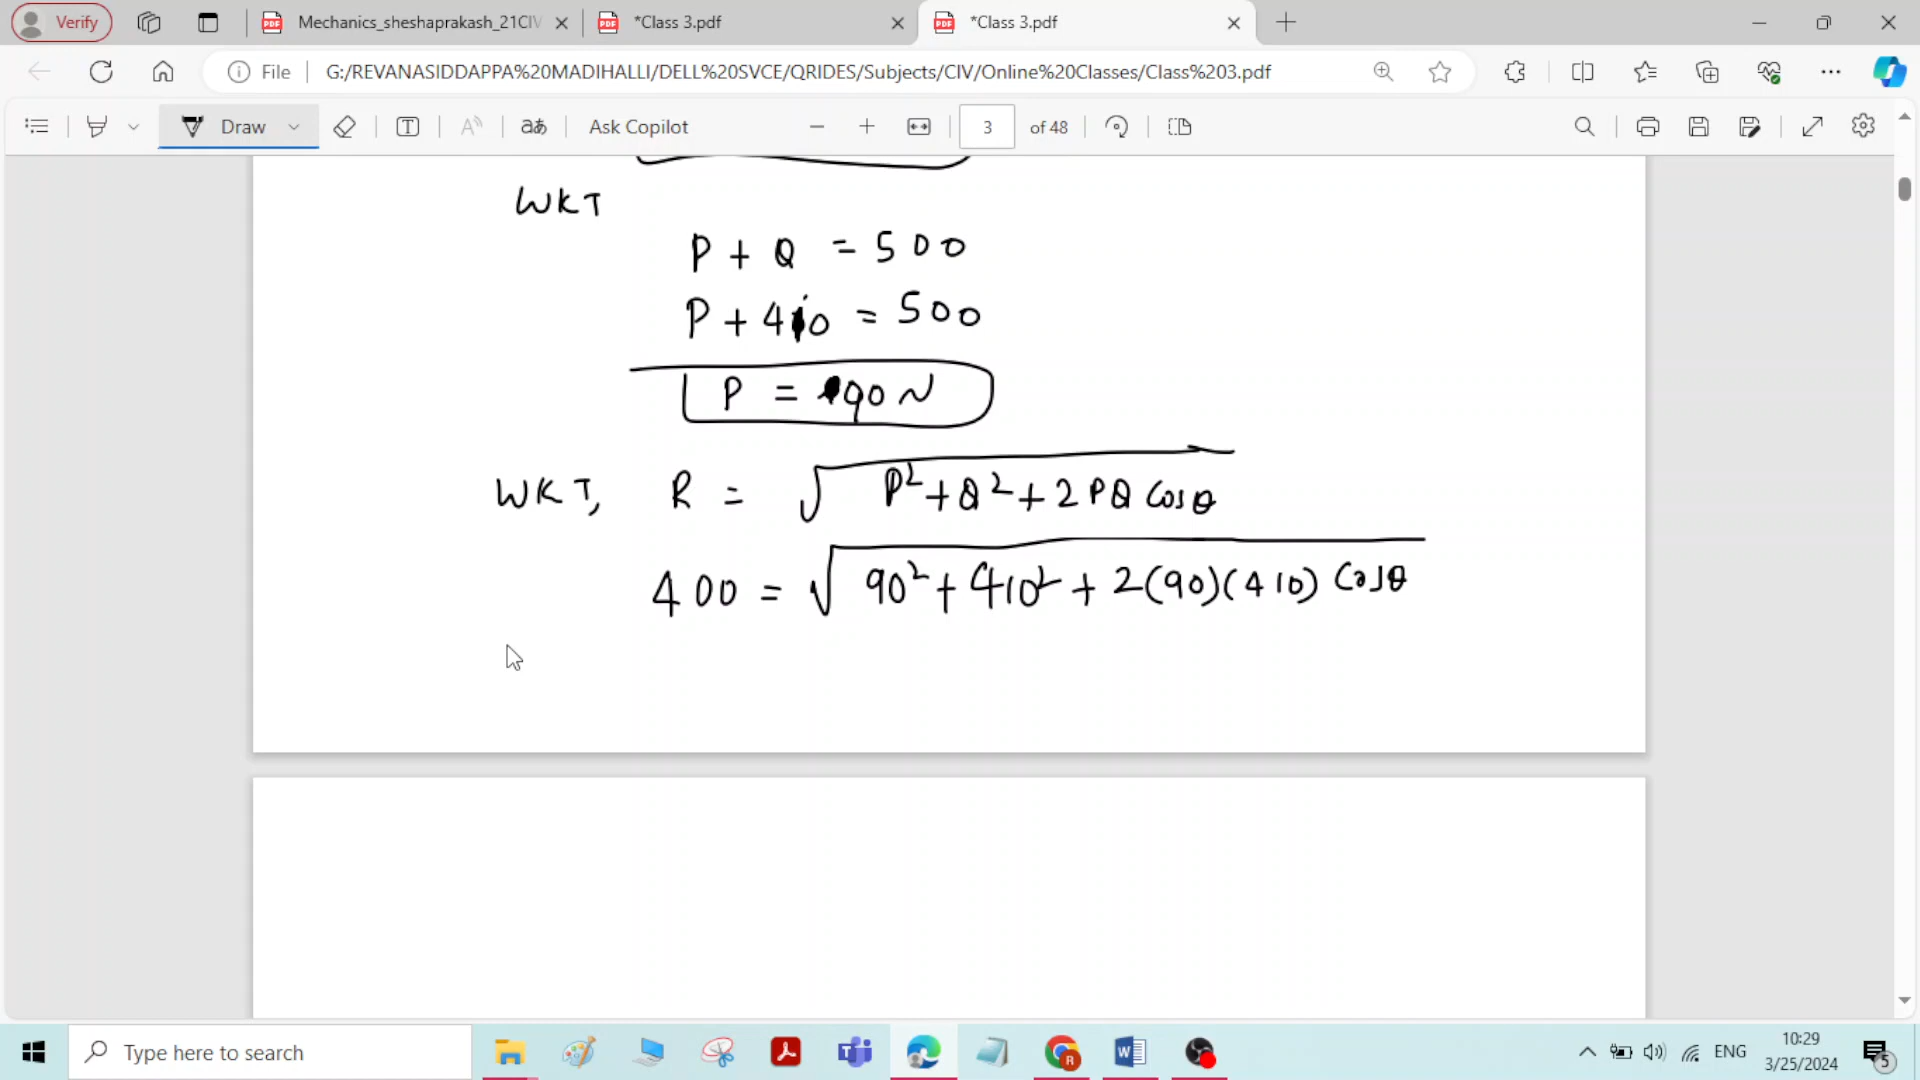 Verify
Mechanics_sheshaprakash_21CIV
*Class 3.pdf
*Class 3.pdf
File
G:/REVANASIDDAPPA%20MADIHALLI/DELL%20SVCE/QRIDES/Subjects/CIV/Online%20Classes/Class%203.pdf
Draw
Ask Copilot
3
of 48
WKT
P + Q = 500
P + 410 = 500
P = 90 N
WKT, R = √P²+Q²+2PQ Cosθ
400 = √90²+410²+2(90)(410) Cosθ
Type here to search
ENG
10:29
3/25/2024
5